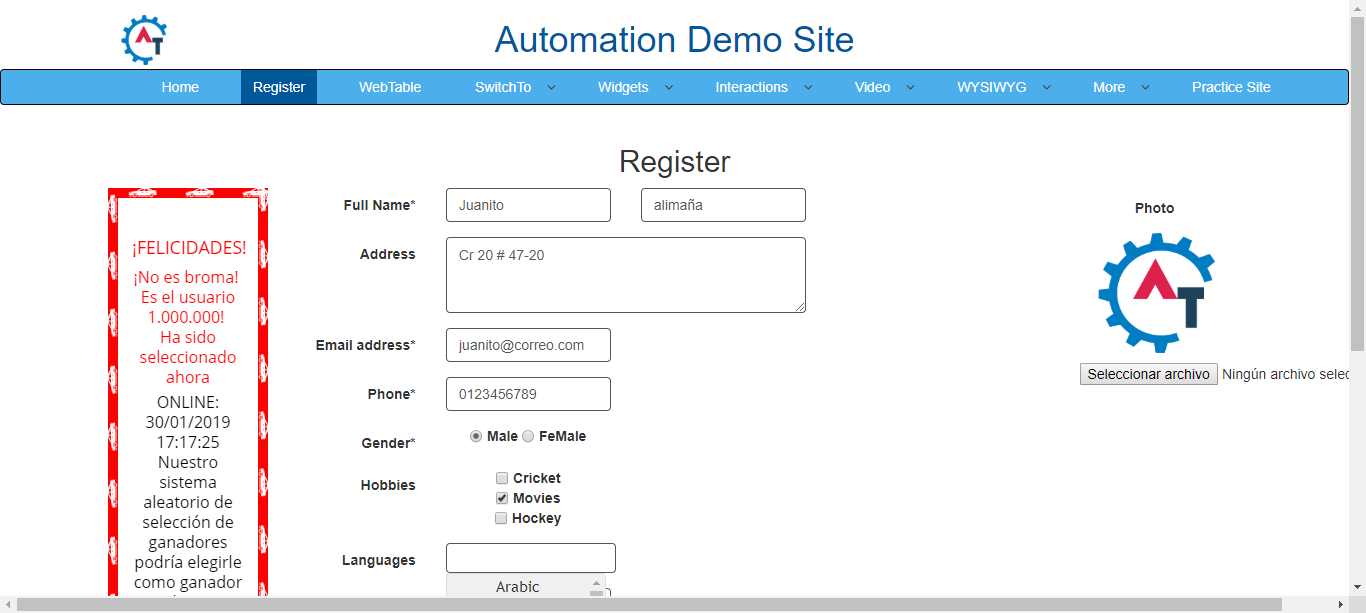 Automation Demo Site
Home Register WebTable SwitchTo Widgets Interactions Video WYSIWYG More Practice Site
Register
¡FELICIDADES!
¡No es broma!
Es el usuario
1.000.000!
Ha sido
seleccionado
ahora
ONLINE:
30/01/2019
17:17:25
Nuestro
sistema
aleatorio de
selección de
ganadores
podría elegirle
como ganador
Full Name* Juanito alimaña
Address Cr 20 # 47-20
Email address* juanito@correo.com
Phone* 0123456789
Gender* Male FeMale
Hobbies Cricket
Movies
Hockey
Languages
Arabic
Photo
AT
Seleccionar archivo Ningún archivo selec